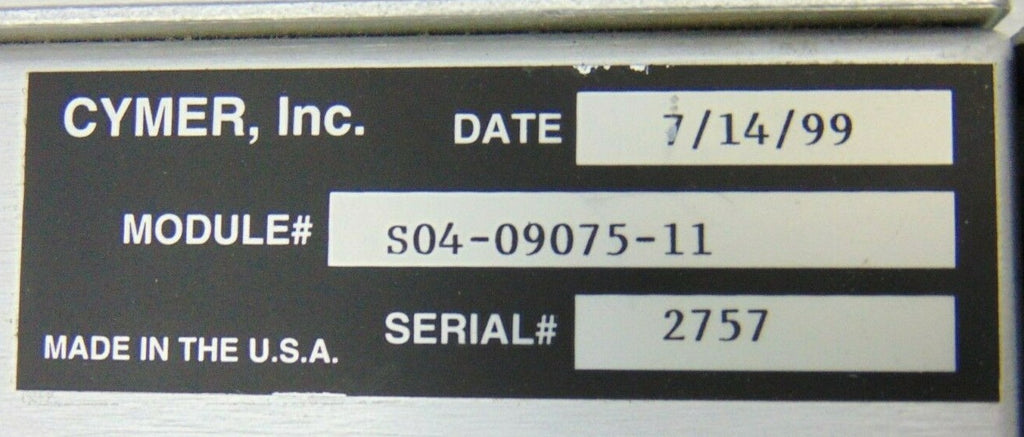 CYMER, Inc.
DATE 7/14/99
MODULE# S04-09075-11
SERIAL# 2757
MADE IN THE U.S.A.